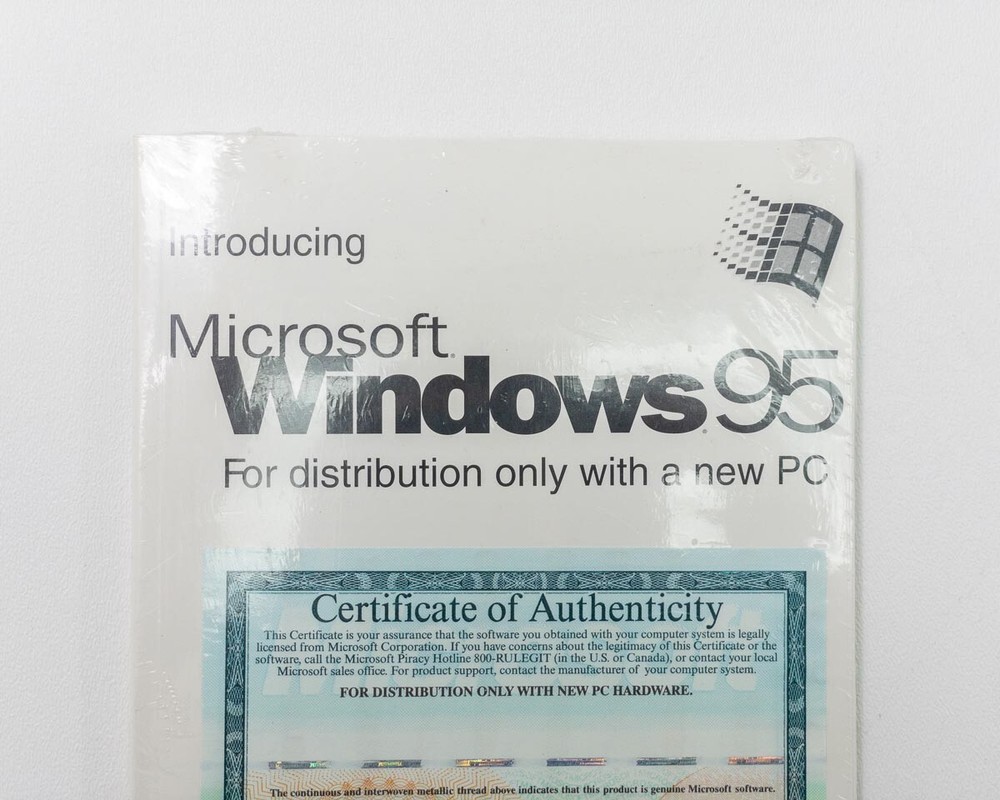 Introducing
Microsoft.
Windows.95
For distribution only with a new PC
Certificate of Authenticity
This Certificate is your assurance that the software you obtained with your computer system is legally
licensed from Microsoft Corporation. If you have concerns about the legitimacy of this Certificate or the
software, call the Microsoft Piracy Hotline 800-RULEGIT (in the U.S. or Canada), or contact your local
Microsoft sales office. For product support, contact the manufacturer of your computer system.
FOR DISTRIBUTION ONLY WITH NEW PC HARDWARE.
The continuous and interwoven metallic thread above indicates that this product is genuine Microsoft software.